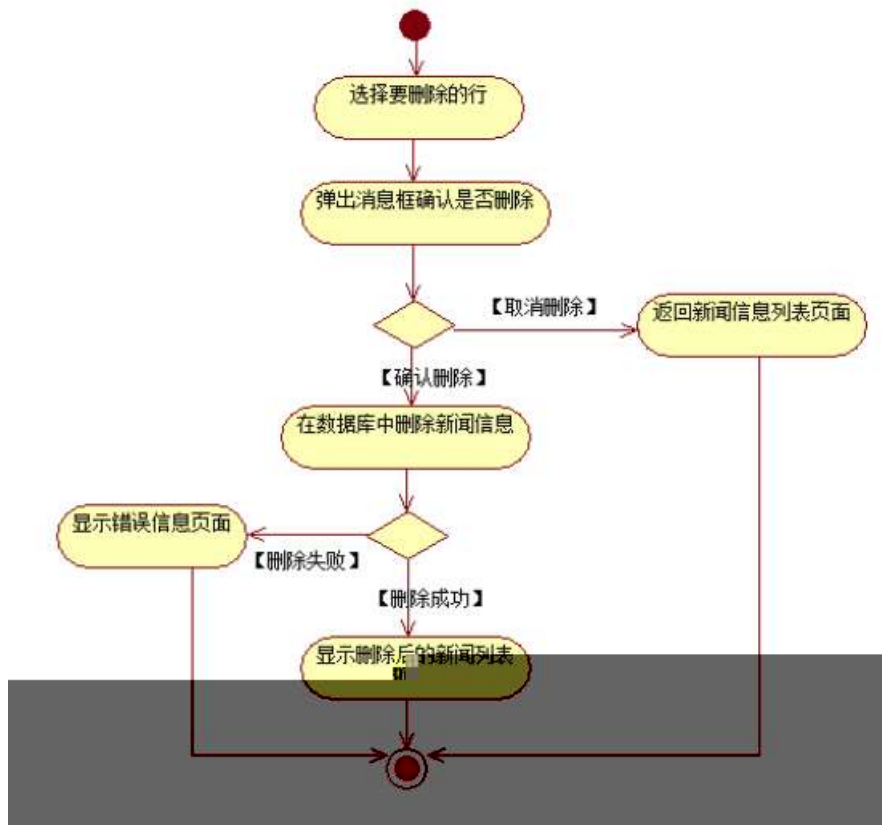 选择要删除的行
弹出消息框确认是否删除
【取消删除】
返回新闻信息列表页面
【确认删除】
在数据库中删除新闻信息
显示错误信息页面
【删除失败】
【删除成功】
显示删除后的新闻列表